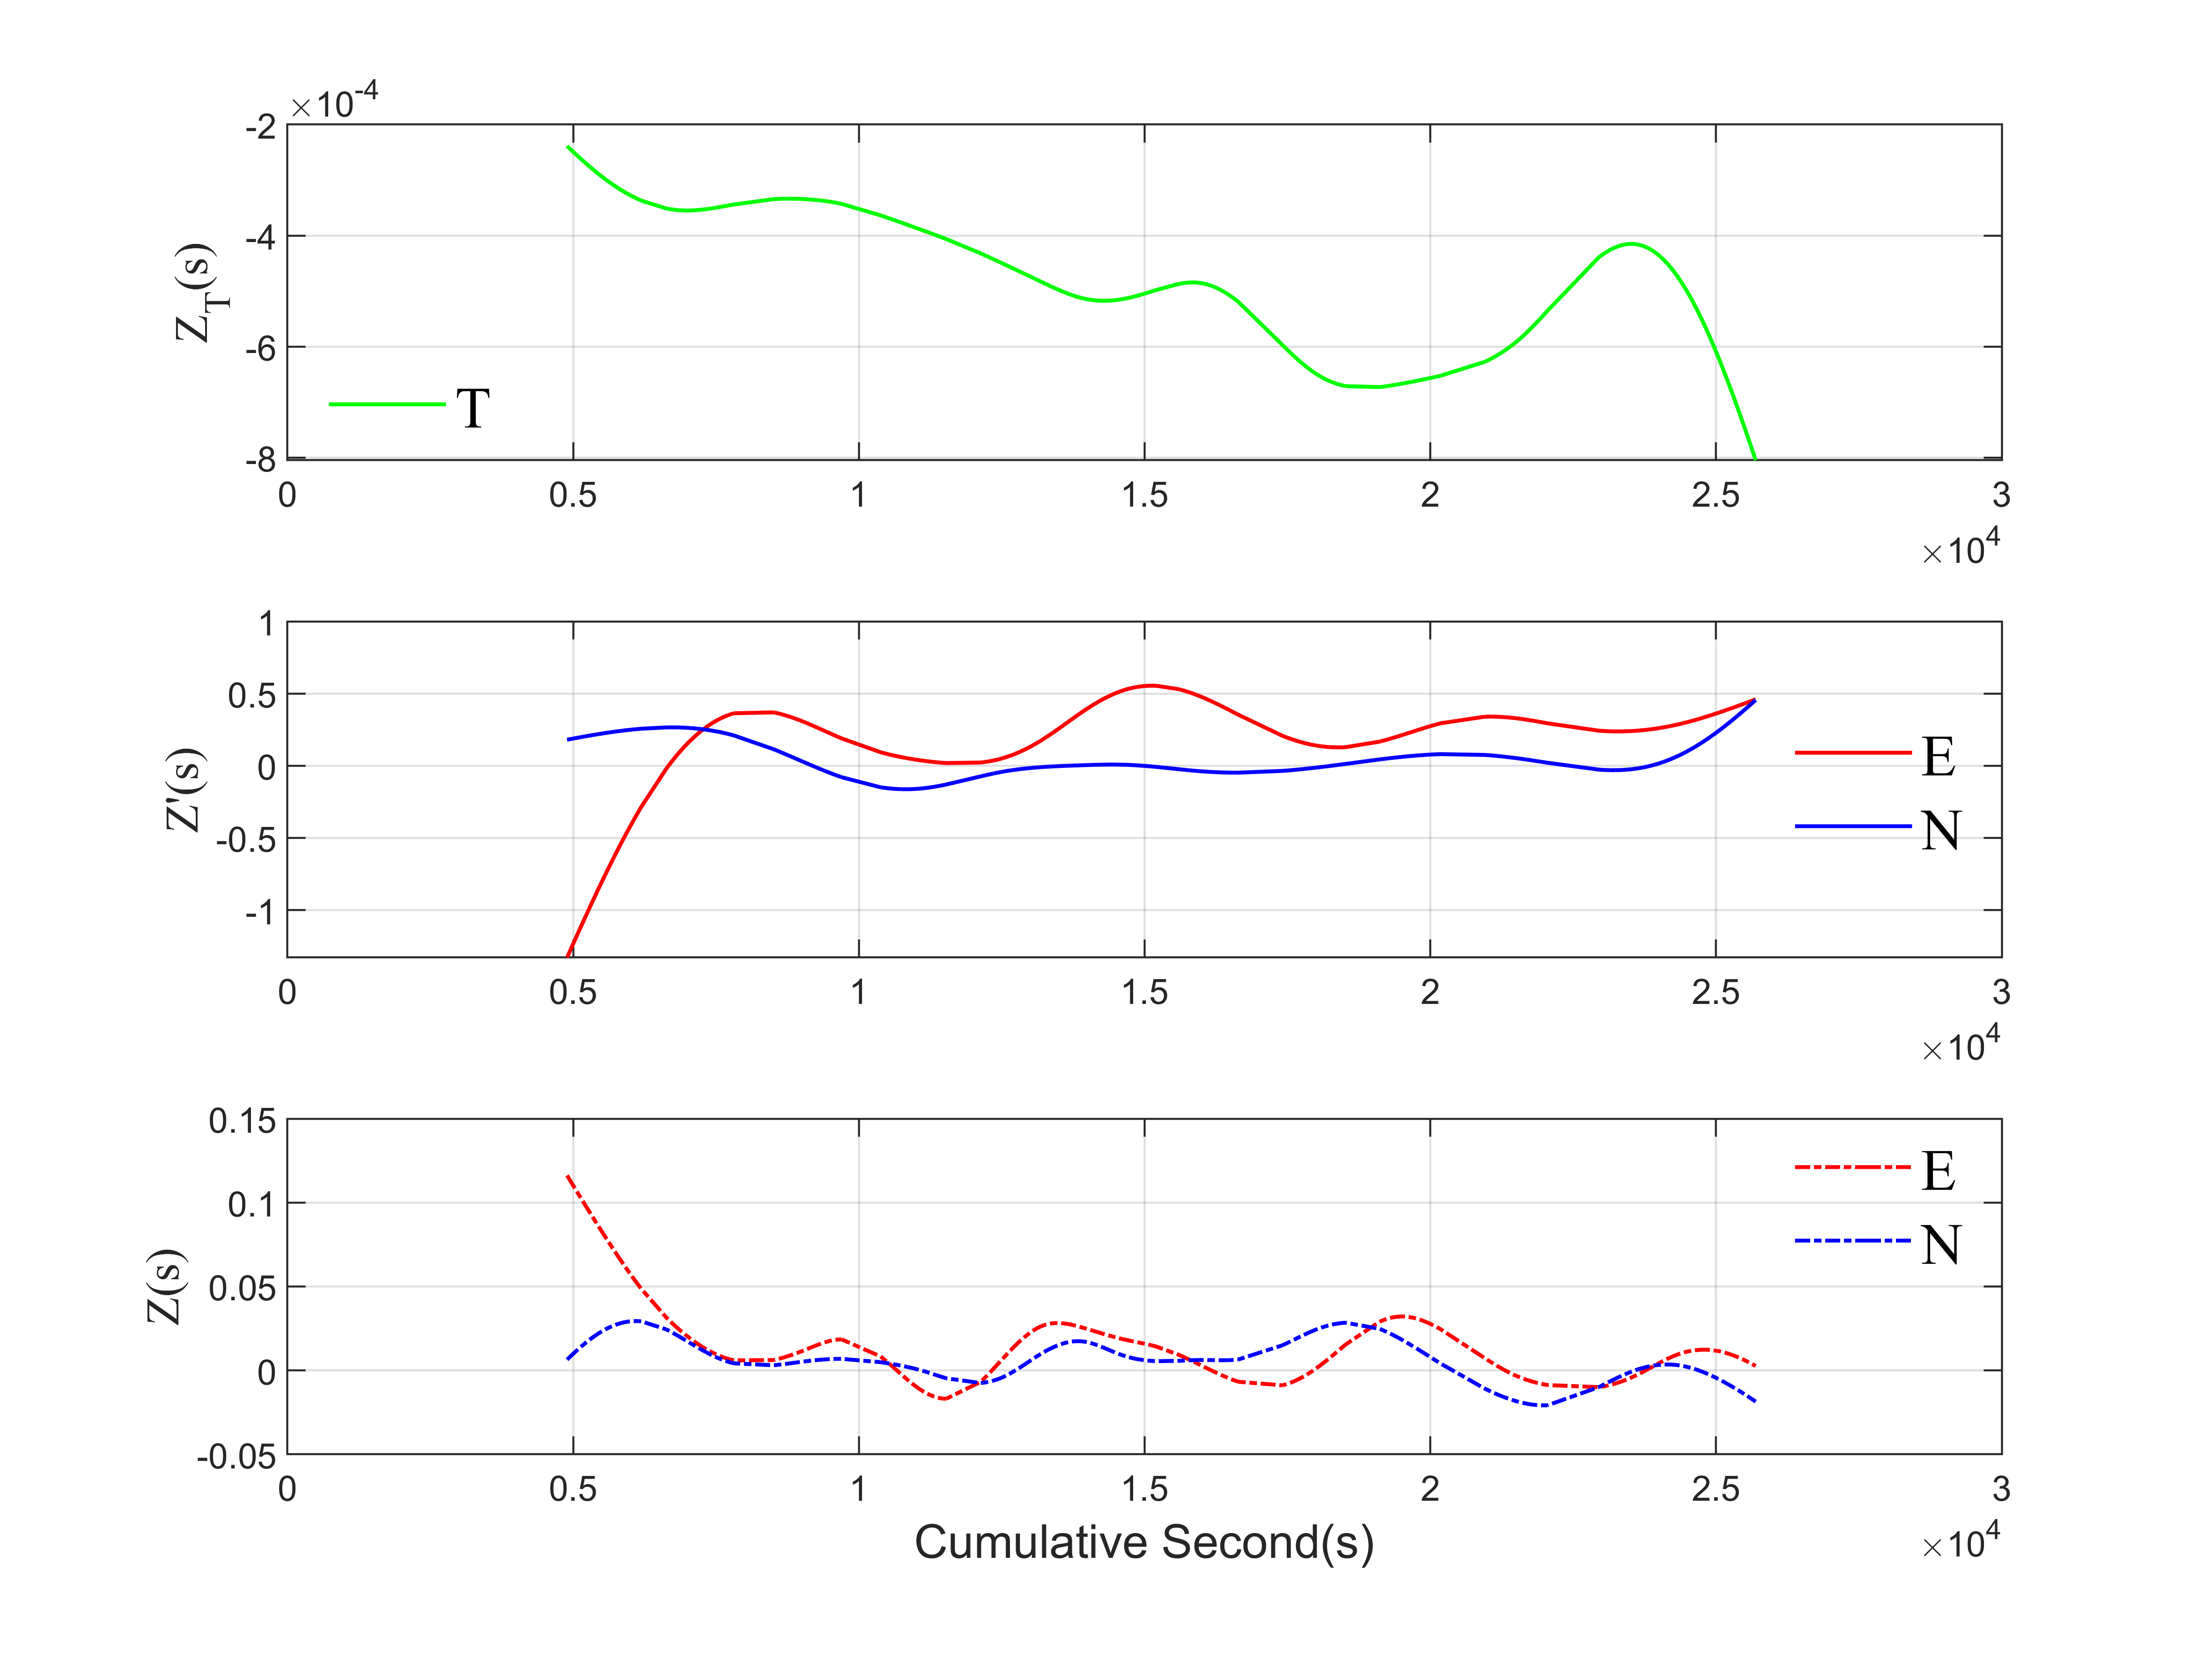 ×10-4
-2
-4
-6
-8
Z_T(s)
T
0 0.5 1 1.5 2 2.5 3
×10^4
1
0.5
0
-0.5
-1
Z'(s)
E
N
0 0.5 1 1.5 2 2.5 3
×10^4
0.15
0.1
0.05
0
-0.05
Z(s)
E
N
0 0.5 1 1.5 2 2.5 3
Cumulative Second(s)
×10^4